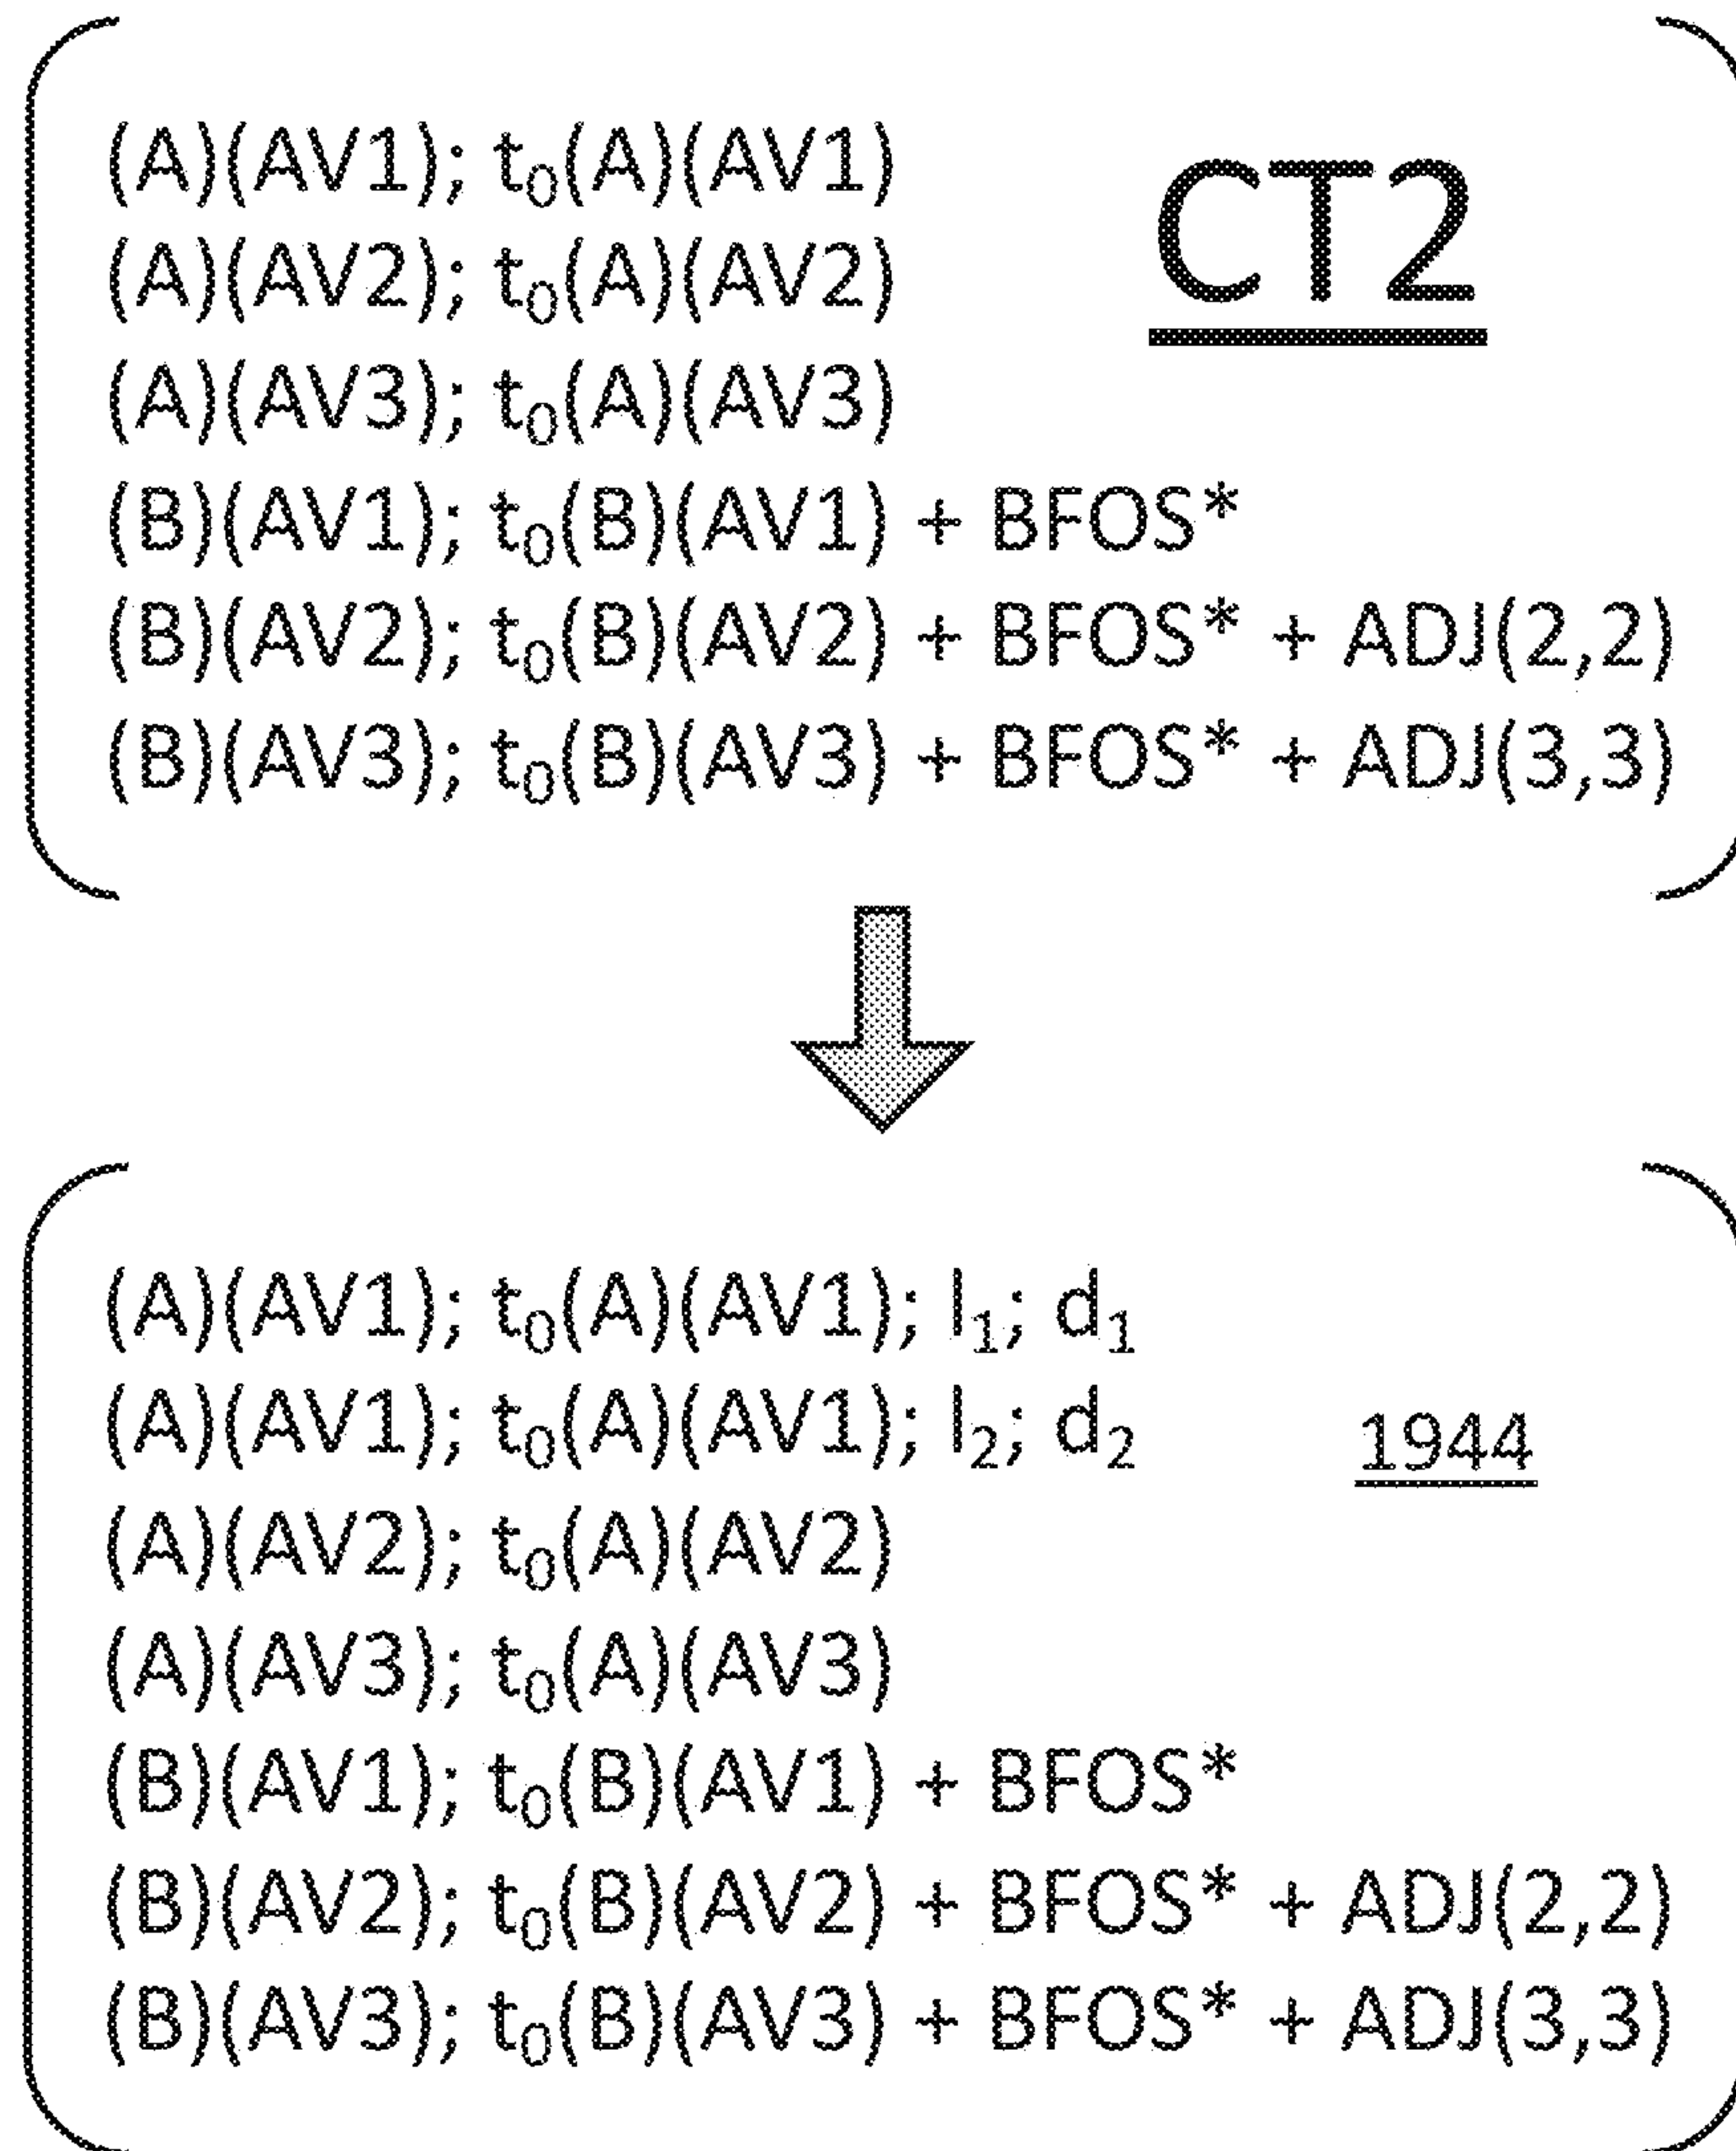 (A)(AV1); t₀(A)(AV1)
CT2
(A)(AV2); t₀(A)(AV2)
(A)(AV3); t₀(A)(AV3)
(B)(AV1); t₀(B)(AV1) + BFOS*
(B)(AV2); t₀(B)(AV2) + BFOS* + ADJ(2,2)
(B)(AV3); t₀(B)(AV3) + BFOS* + ADJ(3,3)
(A)(AV1); t₀(A)(AV1); l₁; d₁
(A)(AV1); t₀(A)(AV1); l₂; d₂
1944
(A)(AV2); t₀(A)(AV2)
(A)(AV3); t₀(A)(AV3)
(B)(AV1); t₀(B)(AV1) + BFOS*
(B)(AV2); t₀(B)(AV2) + BFOS* + ADJ(2,2)
(B)(AV3); t₀(B)(AV3) + BFOS* + ADJ(3,3)